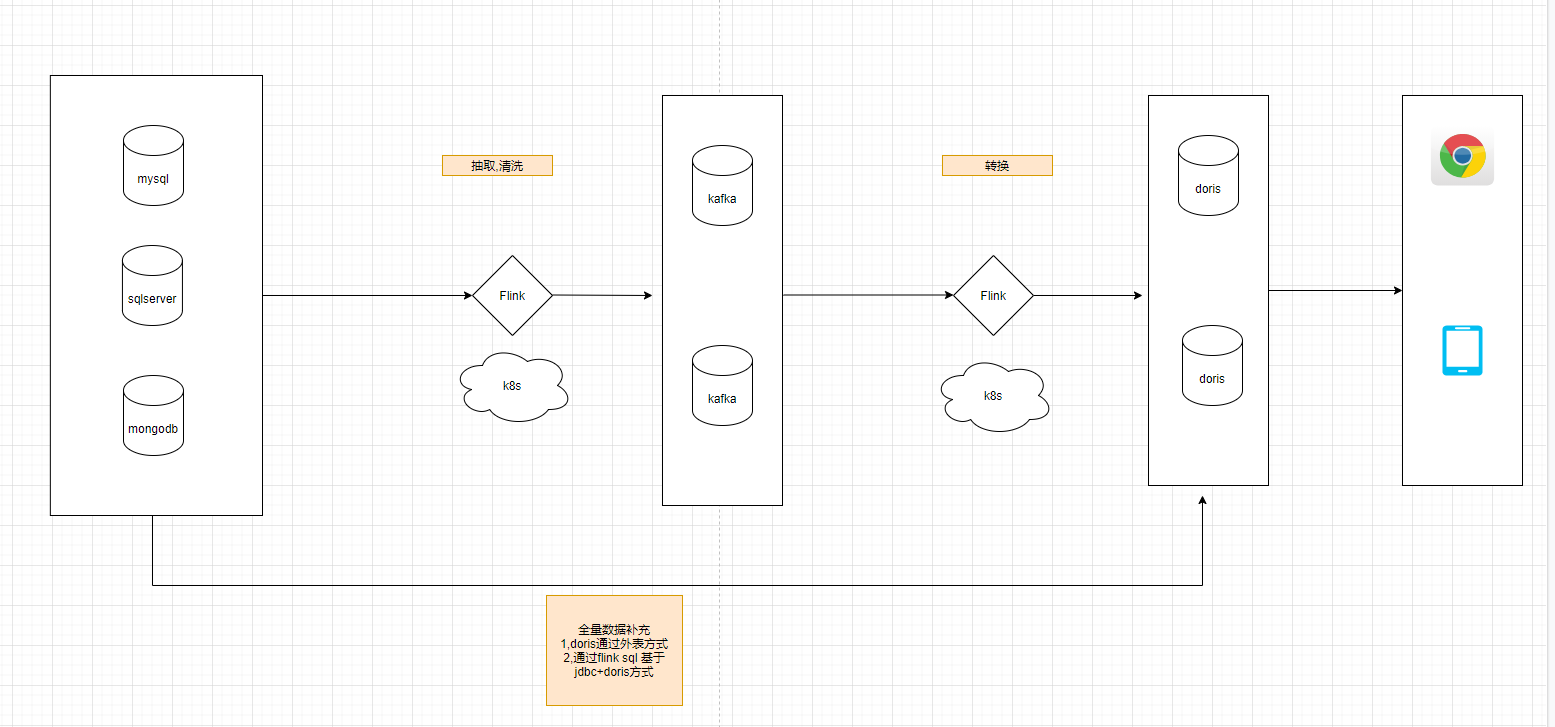 mysql
sqlserver
mongodb
抽取,清洗
Flink
k8s
kafka
kafka
转换
Flink
k8s
doris
doris
全量数据补充
1,doris通过外表方式
2,通过flink sql 基于
jdbc+doris方式